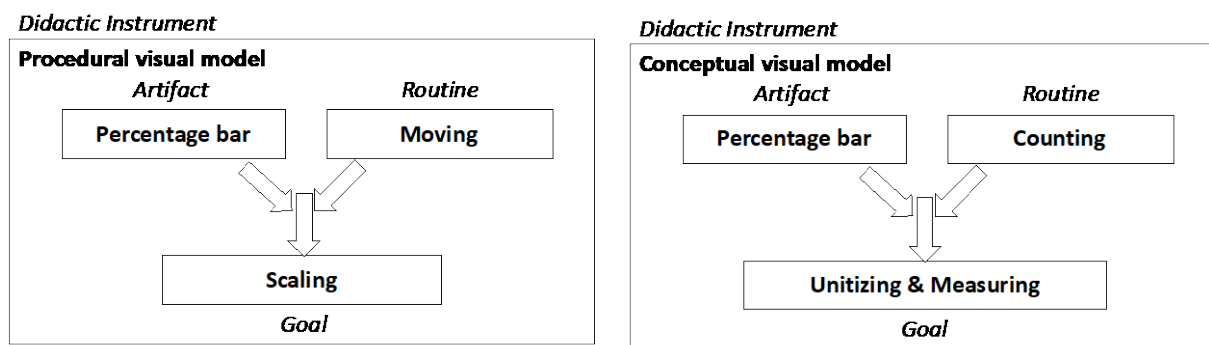 Didactic Instrument
Procedural visual model
Artifact Routine
Percentage bar Moving
Scaling
Goal
Didactic Instrument
Conceptual visual model
Artifact Routine
Percentage bar Counting
Unitizing & Measuring
Goal